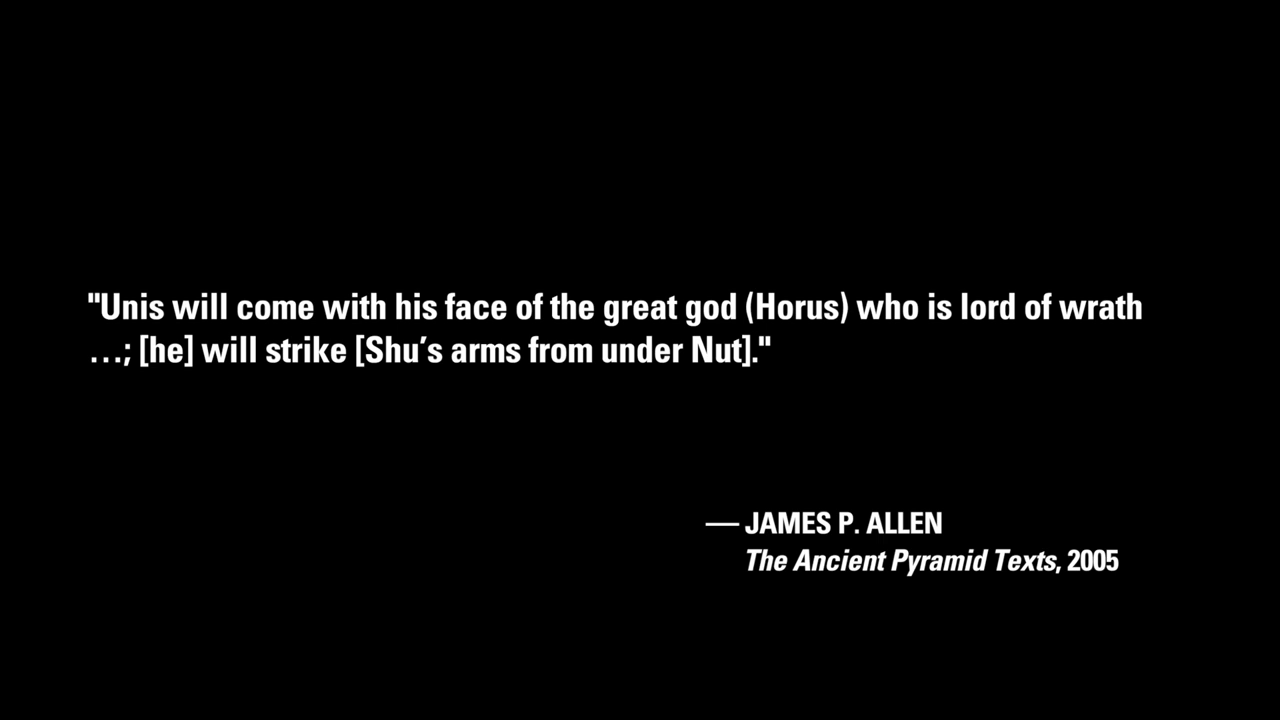 "Unis will come with his face of the great god (Horus) who is lord of wrath
…; [he] will strike [Shu’s arms from under Nut]."
— JAMES P. ALLEN
The Ancient Pyramid Texts, 2005